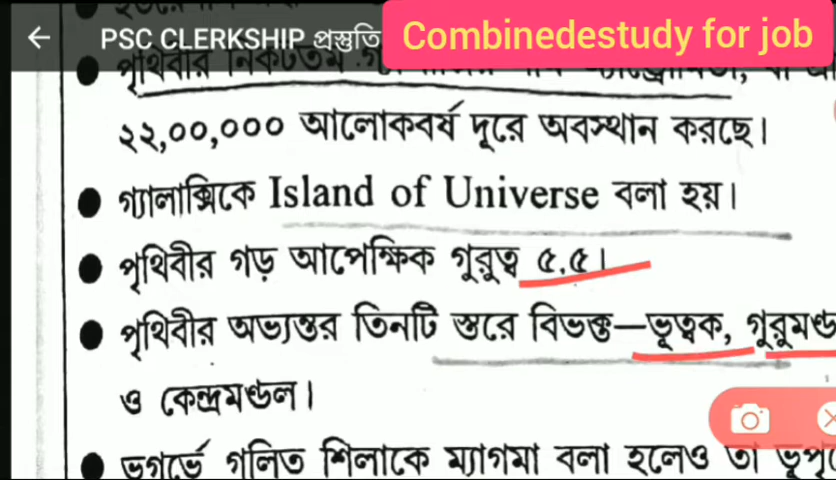 PSC CLERKSHIP প্রস্তুতি
Combinedestudy for job
পৃথিবীর নিকটতম
২২,০০,০০০ আলোকবর্ষ দূরে অবস্থান করছে।
গ্যালাক্সিকে Island of Universe বলা হয়।
পৃথিবীর গড় আপেক্ষিক গুরুত্ব ৫.৫।
পৃথিবীর অভ্যন্তর তিনটি স্তরে বিভক্ত—ভূত্বক, গুরুমণ্ড
ও কেন্দ্রমণ্ডল।
ভূগর্ভে গলিত শিলাকে ম্যাগমা বলা হলেও তা ভূপৃ